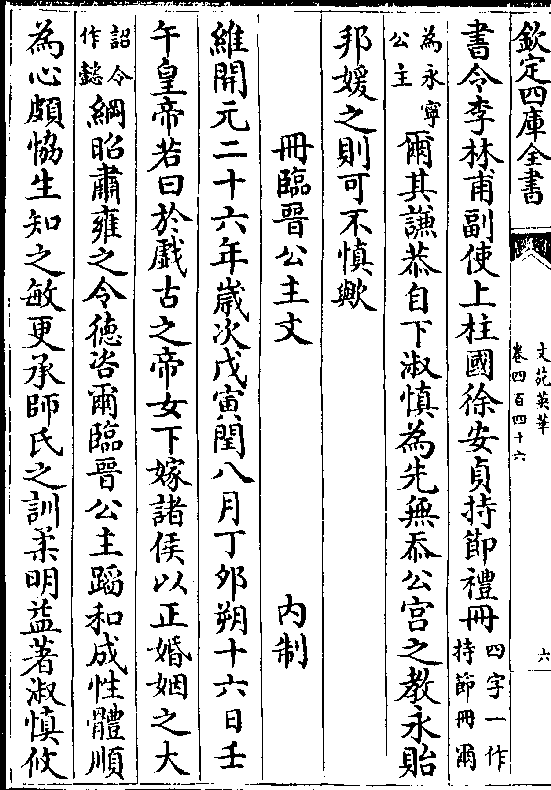 欽定四庫全書
文苑英華
卷四百四十六
六
書令李林甫副使上柱國徐安貞持節禮冊四字一作持節冊爾
為永寧公主爾其謙恭自下淑慎為先無忝公宮之教永貽
邦媛之則可不慎歟
冊臨晉公主文 内制
維開元二十六年歲次戊寅閏八月丁夘朔十六日壬
午皇帝若曰於戲古之帝女下嫁諸侯以正婚姻之大
詔令作懿綱昭肅雍之令德咨爾臨晉公主蹈和成性體順
為心頗恊生知之敏更承師氏之訓柔明益著淑慎攸